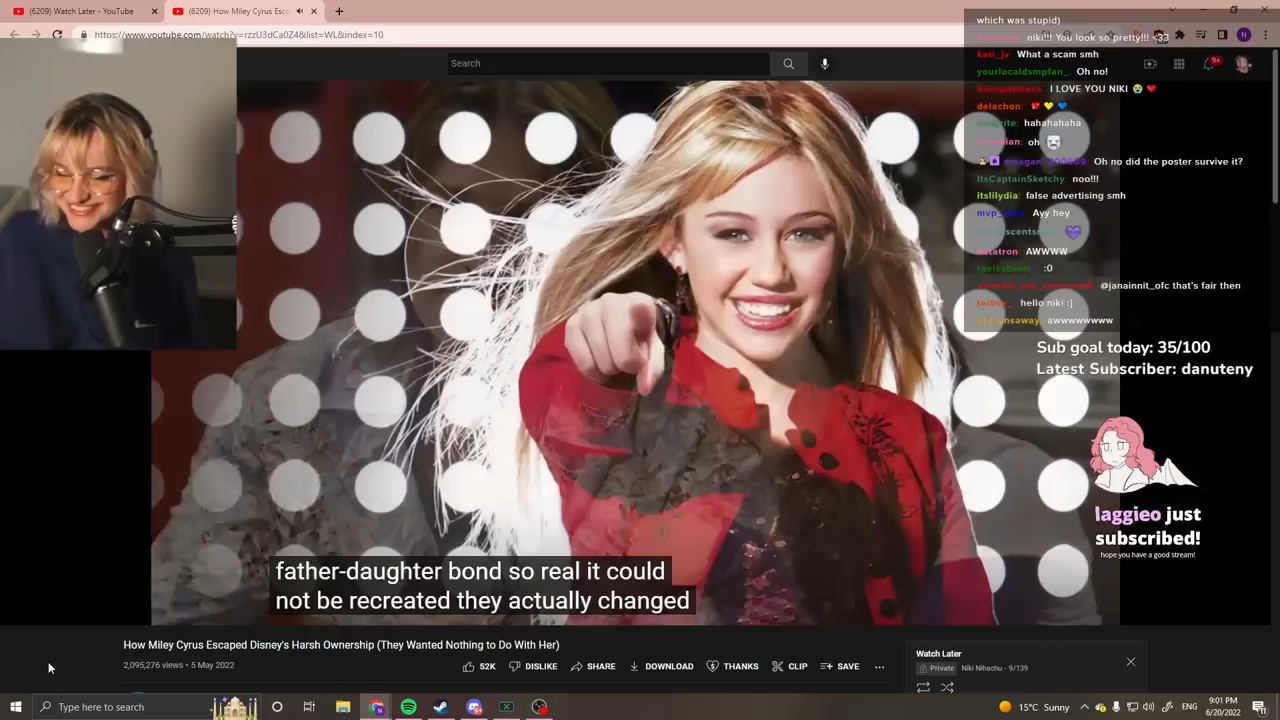 (6209) Watch Later - YouTube
(6209) How Miley Cyrus Esca
https://www.youtube.com/watch?v=rzzU3dCa0Z4&list=WL&index=10
N
Search
9+
which was stupid)
niki!!! You look so pretty!!! <33
kati_jv What a scam smh
yourlocaldsmpfan_: Oh no!
I LOVE YOU NIKI
delachon:
hahahahaha
oh
Oh no did the poster survive it?
ItsCaptainSketchy: noo!!!
itslilydia: false advertising smh
Ayy hey
AWWWW
:0
@janainnit_ofc that's fair then
hello niki :]
awwwwwwww
Sub goal today: 35/100
Latest Subscriber: danuteny
laggieo just
subscribed!
hope you have a good stream!
father-daughter bond so real it could
not be recreated they actually changed
How Miley Cyrus Escaped Disney's Harsh Ownership (They Wanted Nothing to Do With Her)
2,095,276 views • 5 May 2022
52K DISLIKE SHARE DOWNLOAD THANKS CLIP SAVE ...
Watch Later
Private Niki Nihachu - 9/139
Type here to search
15°C Sunny
9:01 PM
6/20/2022